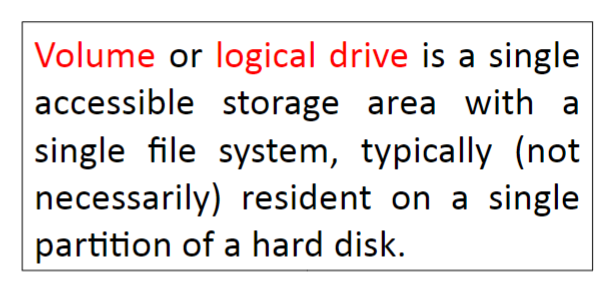 Volume or logical drive is a single
accessible storage area with a
single file system, typically (not
necessarily) resident on a single
partition of a hard disk.